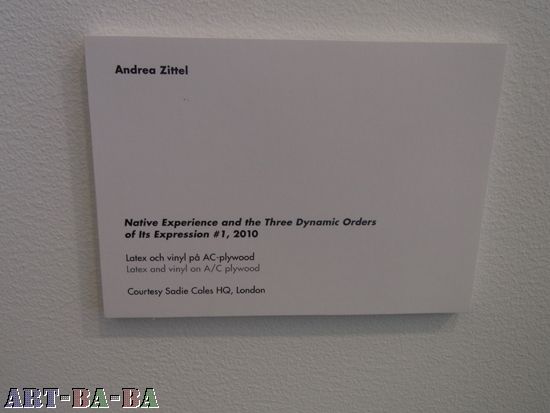 Andrea Zittel
Native Experience and the Three Dynamic Orders
of Its Expression #1, 2010
Latex och vinyl på AC-plywood
Latex and vinyl on A/C plywood
Courtesy Sadie Coles HQ, London
ART-BA-BA